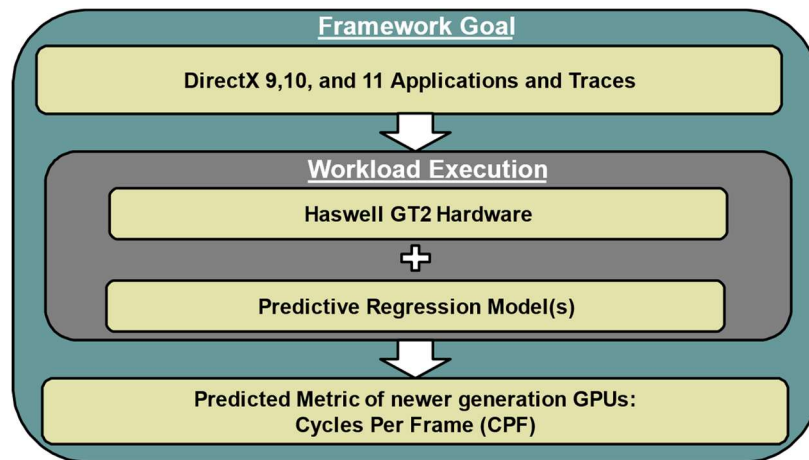 Framework Goal
DirectX 9,10, and 11 Applications and Traces
Workload Execution
Haswell GT2 Hardware
Predictive Regression Model(s)
Predicted Metric of newer generation GPUs:
Cycles Per Frame (CPF)